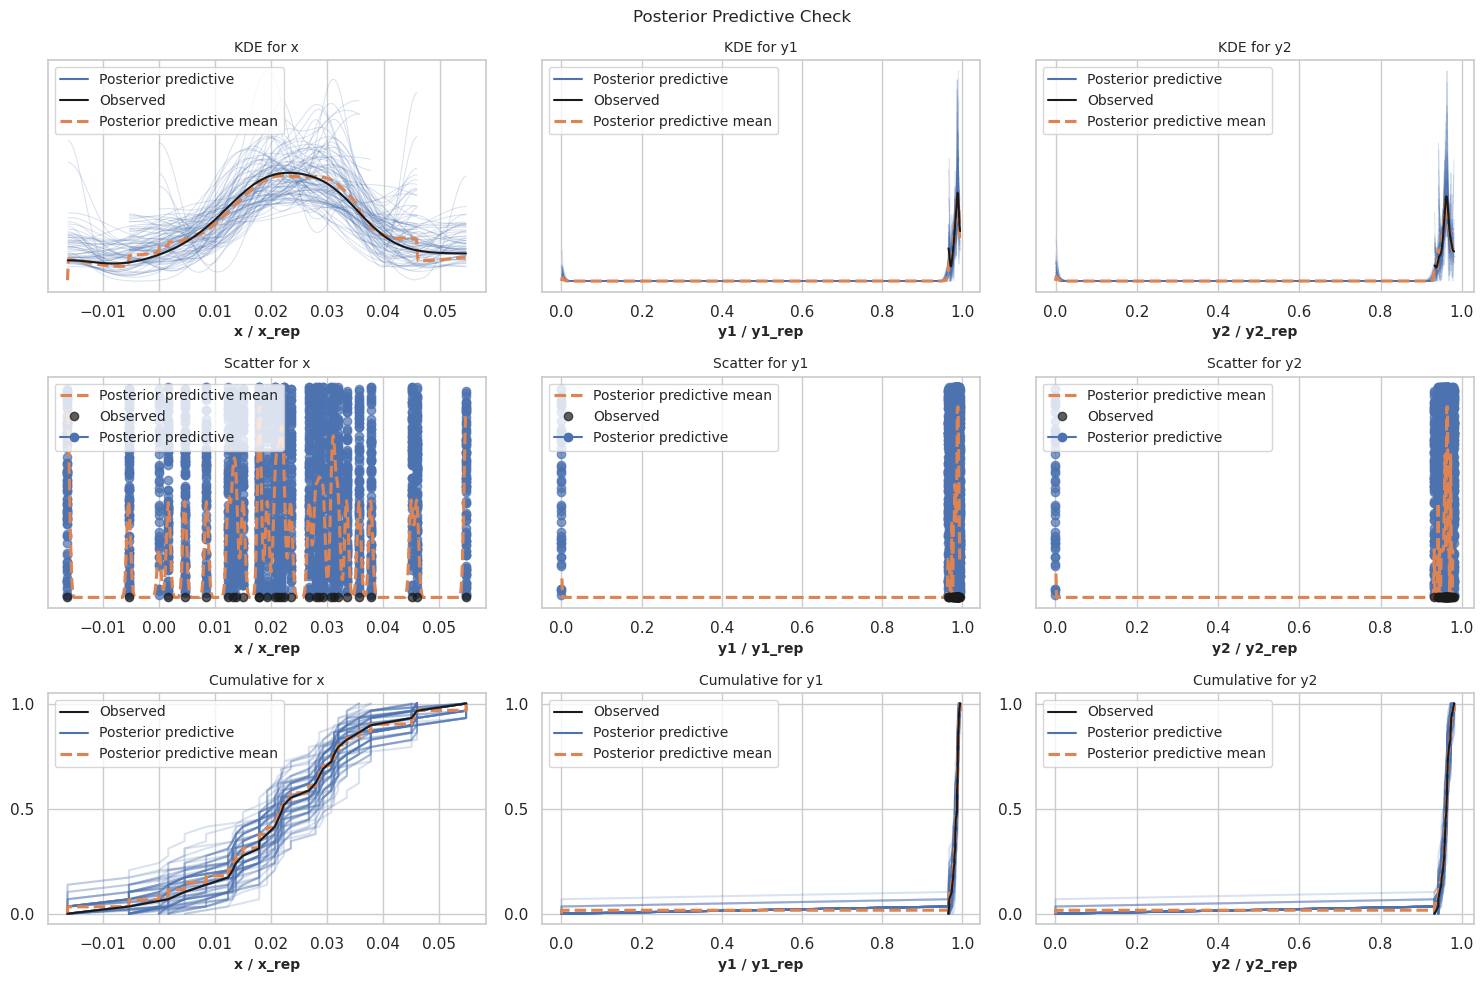 Posterior Predictive Check
KDE for x
Posterior predictive
Observed
Posterior predictive mean
−0.01 0.00 0.01 0.02 0.03 0.04 0.05
x / x_rep
KDE for y1
Posterior predictive
Observed
Posterior predictive mean
0.0 0.2 0.4 0.6 0.8 1.0
y1 / y1_rep
KDE for y2
Posterior predictive
Observed
Posterior predictive mean
0.0 0.2 0.4 0.6 0.8 1.0
y2 / y2_rep
Scatter for x
Posterior predictive mean
Observed
Posterior predictive
−0.01 0.00 0.01 0.02 0.03 0.04 0.05
x / x_rep
Scatter for y1
Posterior predictive mean
Observed
Posterior predictive
0.0 0.2 0.4 0.6 0.8 1.0
y1 / y1_rep
Scatter for y2
Posterior predictive mean
Observed
Posterior predictive
0.0 0.2 0.4 0.6 0.8 1.0
y2 / y2_rep
Cumulative for x
Observed
Posterior predictive
Posterior predictive mean
1.0
0.5
0.0
−0.01 0.00 0.01 0.02 0.03 0.04 0.05
x / x_rep
Cumulative for y1
Observed
Posterior predictive
Posterior predictive mean
1.0
0.5
0.0
0.0 0.2 0.4 0.6 0.8 1.0
y1 / y1_rep
Cumulative for y2
Observed
Posterior predictive
Posterior predictive mean
1.0
0.5
0.0
0.0 0.2 0.4 0.6 0.8 1.0
y2 / y2_rep